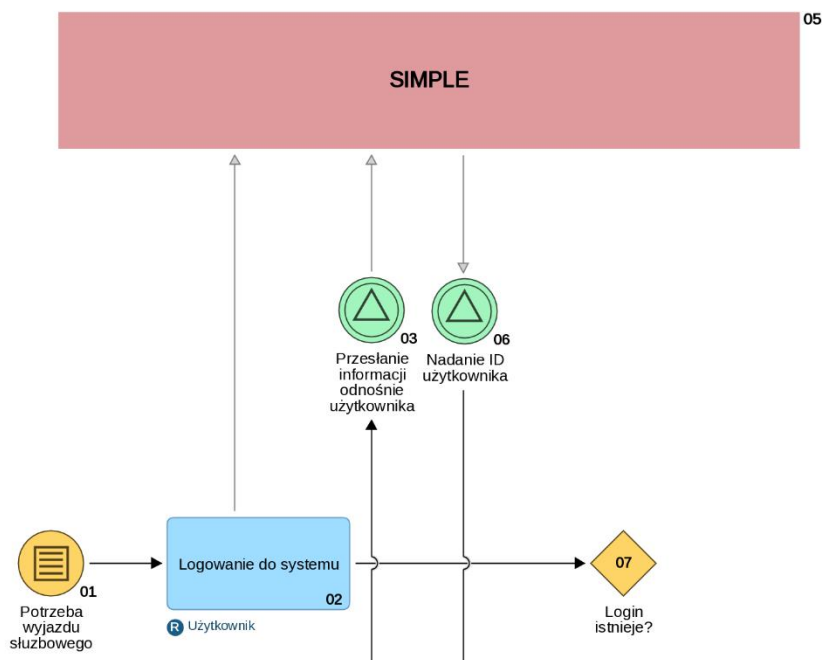 05
SIMPLE
03
Przesłanie
informacji
odnośnie
użytkownika
06
Nadanie ID
użytkownika
01
Potrzeba
wyjazdu
służbowego
Logowanie do systemu
02
R Użytkownik
07
Login
istnieje?